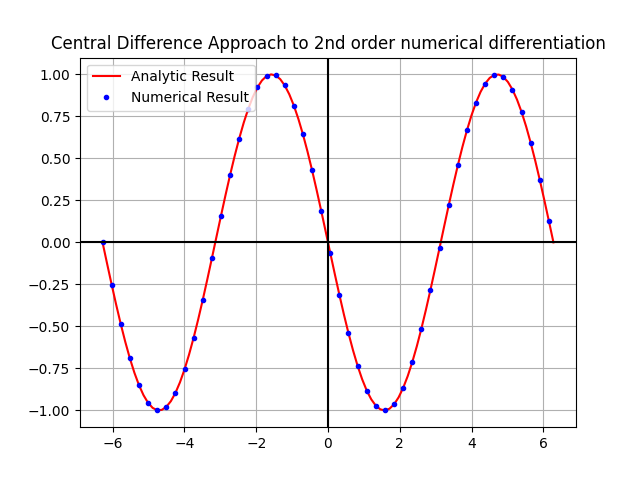 Central Difference Approach to 2nd order numerical differentiation
Analytic Result
Numerical Result
1.00
0.75
0.50
0.25
0.00
−0.25
−0.50
−0.75
−1.00
−6 −4 −2 0 2 4 6